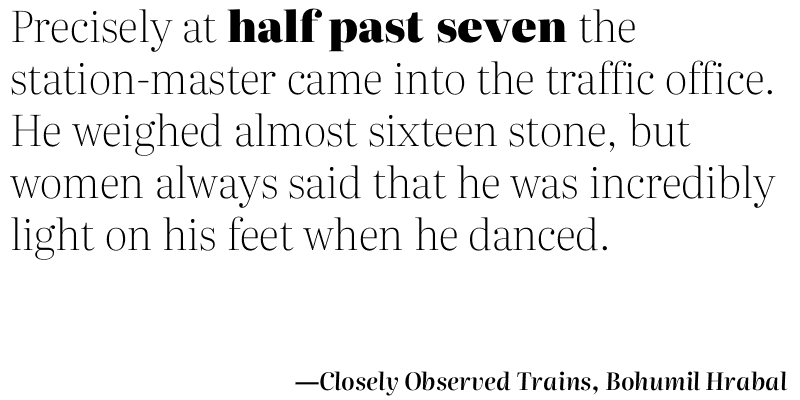 Precisely at half past seven the
station-master came into the traffic office.
He weighed almost sixteen stone, but
women always said that he was incredibly
light on his feet when he danced.
—Closely Observed Trains, Bohumil Hrabal